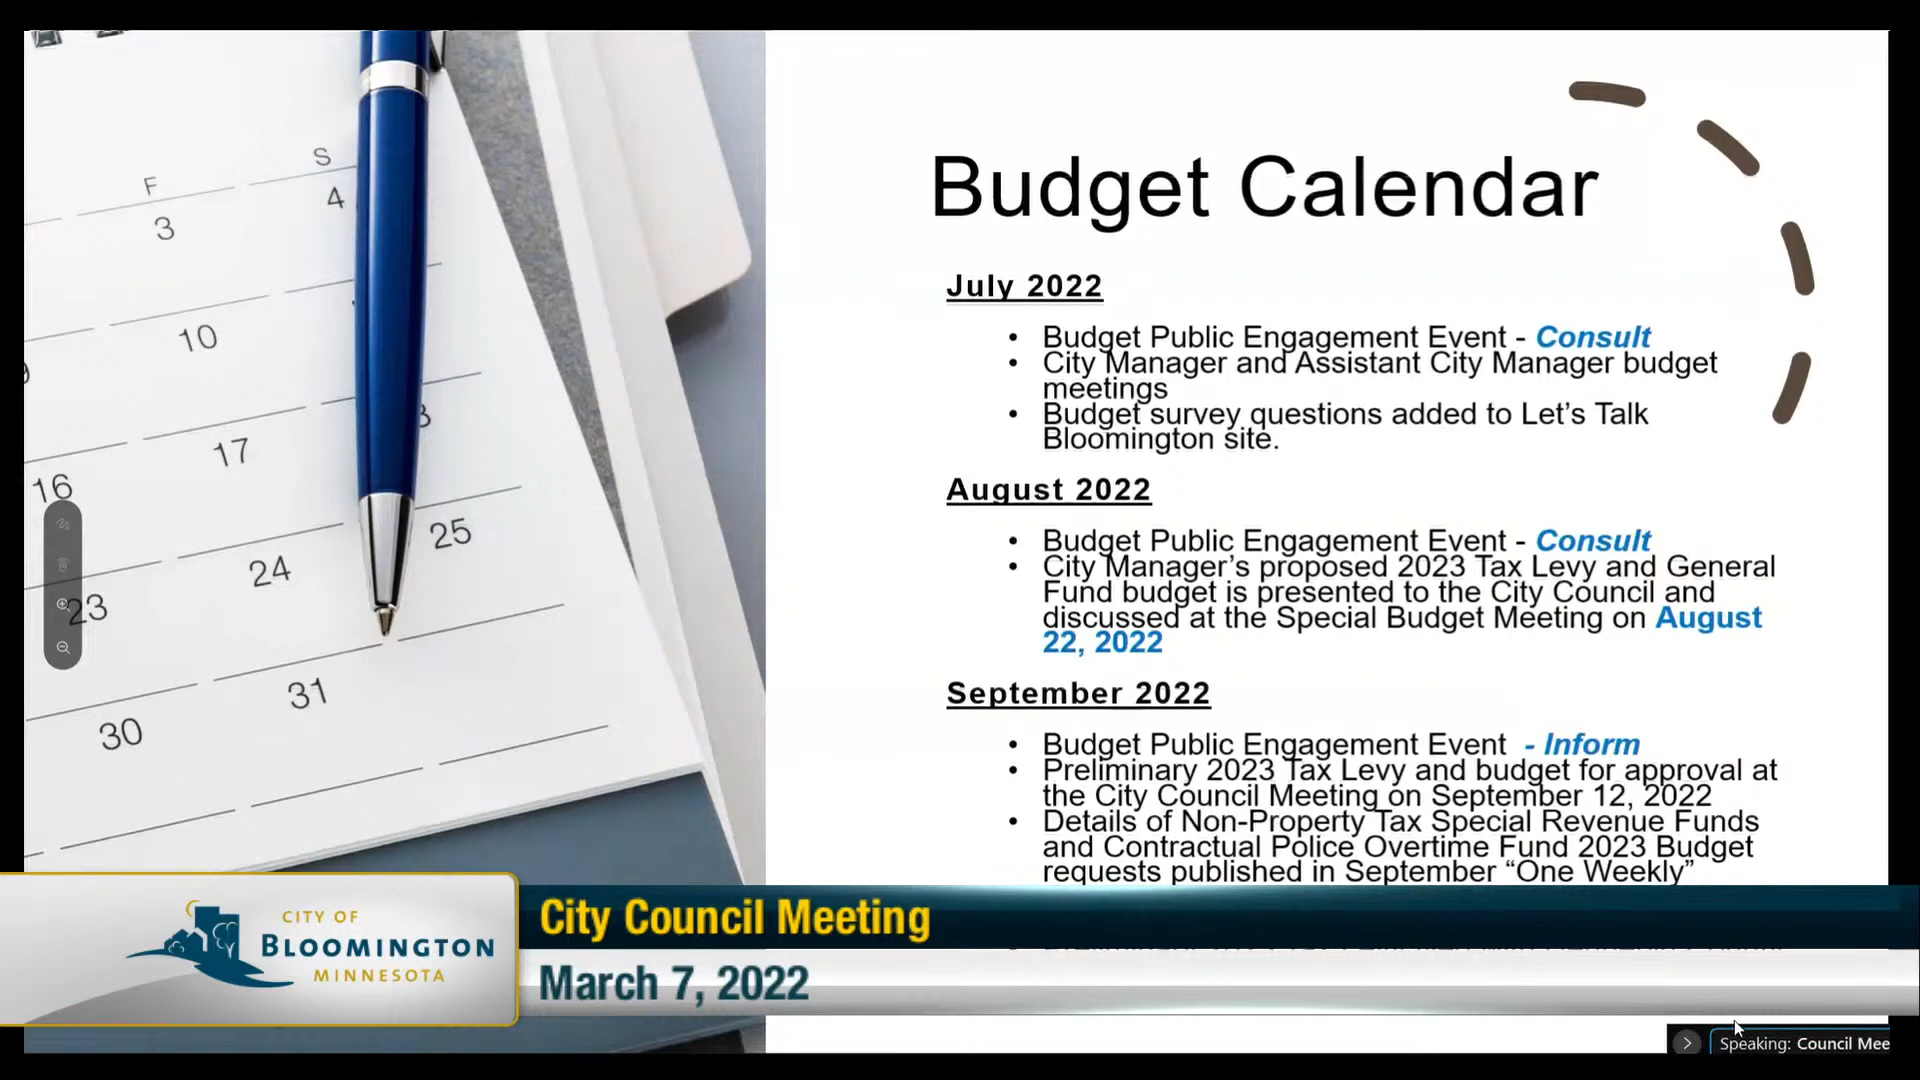 Budget Calendar
July 2022
• Budget Public Engagement Event - Consult
• City Manager and Assistant City Manager budget
meetings
• Budget survey questions added to Let’s Talk
Bloomington site.
August 2022
• Budget Public Engagement Event - Consult
• City Manager’s proposed 2023 Tax Levy and General
Fund budget is presented to the City Council and
discussed at the Special Budget Meeting on August
22, 2022
September 2022
• Budget Public Engagement Event - Inform
• Preliminary 2023 Tax Levy and budget for approval at
the City Council Meeting on September 12, 2022
• Details of Non-Property Tax Special Revenue Funds
and Contractual Police Overtime Fund 2023 Budget
requests published in September “One Weekly”
F
S
3
4
10
17
16
25
24
23
31
30
CITY OF
BLOOMINGTON
MINNESOTA
City Council Meeting
March 7, 2022
Speaking: Council Mee